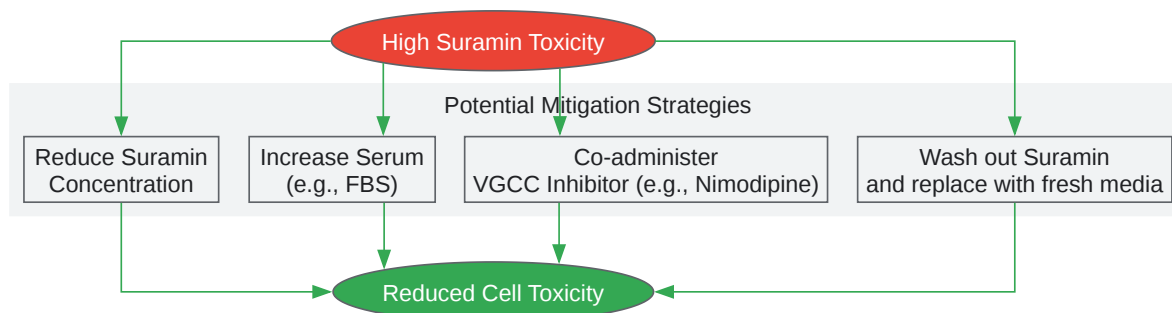 High Suramin Toxicity
Potential Mitigation Strategies
Reduce Suramin
Concentration
Increase Serum
(e.g., FBS)
Co-administer
VGCC Inhibitor (e.g., Nimodipine)
Wash out Suramin
and replace with fresh media
Reduced Cell Toxicity